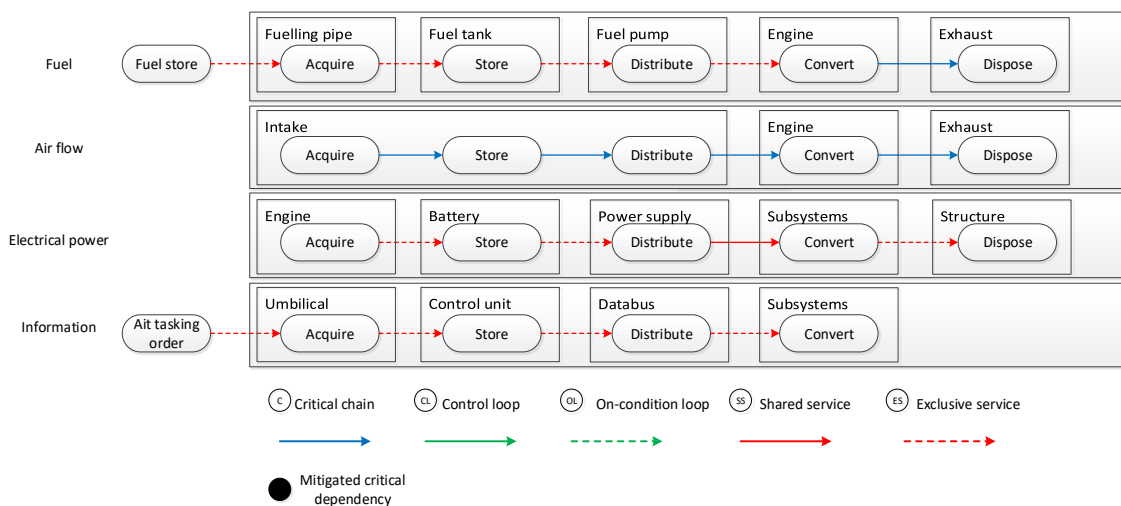 Fuelling pipe Fuel tank Fuel pump Engine Exhaust
Fuel Fuel store Acquire Store Distribute Convert Dispose
Intake Engine Exhaust
Air flow Acquire Store Distribute Convert Dispose
Engine Battery Power supply Subsystems Structure
Electrical power Acquire Store Distribute Convert Dispose
Umbilical Control unit Databus Subsystems
Information Ait tasking
order Acquire Store Distribute Convert
C Critical chain CL Control loop OL On-condition loop SS Shared service ES Exclusive service
Mitigated critical
dependency